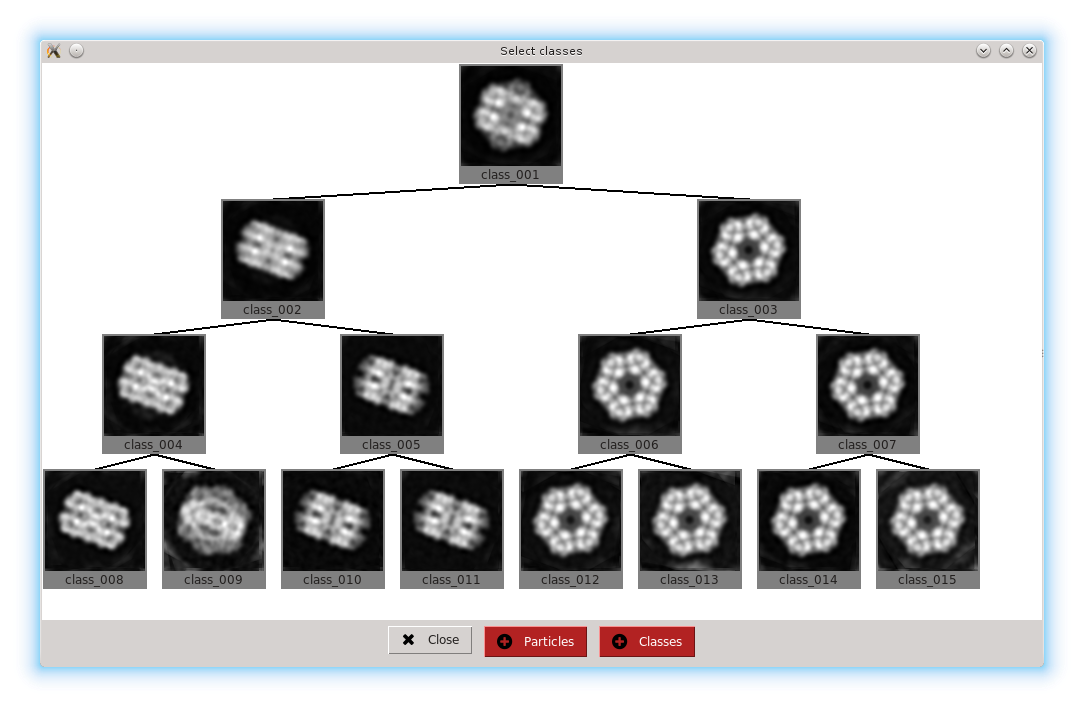 Select classes
class_001
class_002
class_003
class_004
class_005
class_006
class_007
class_008
class_009
class_010
class_011
class_012
class_013
class_014
class_015
Close
Particles
Classes